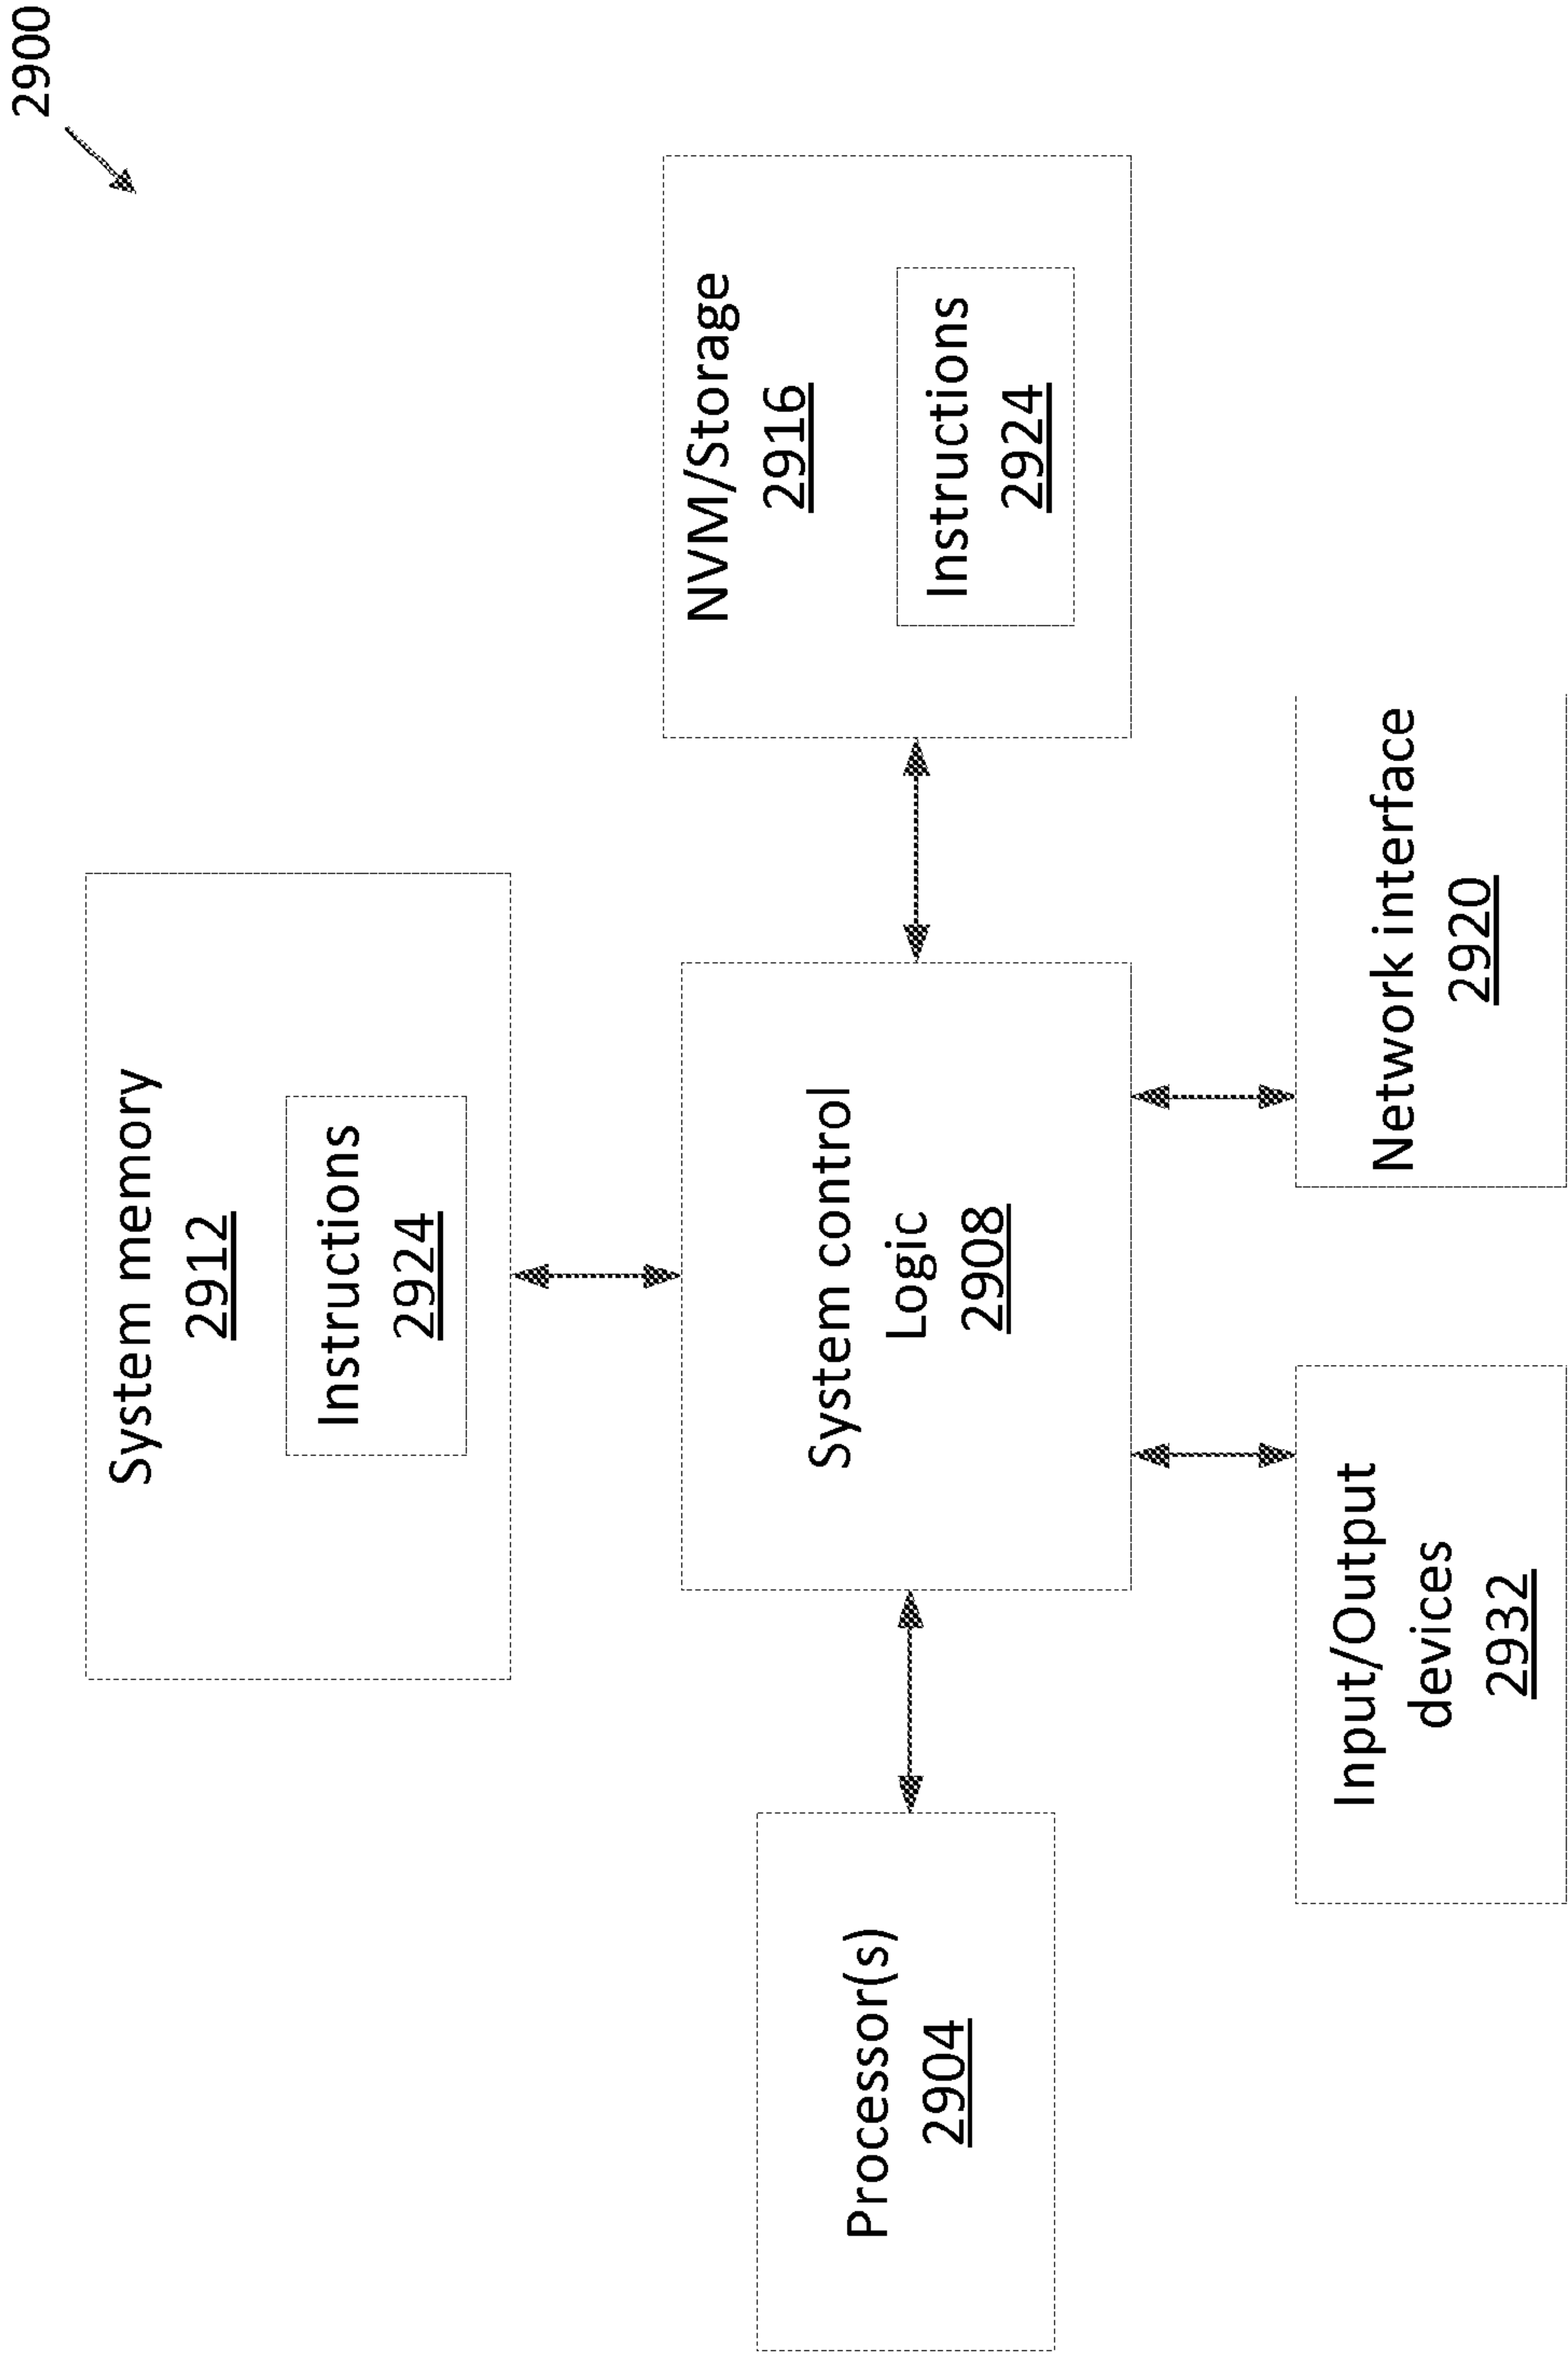 2900
System memory
2912
Instructions
2924
Processor(s)
2904
System control
Logic
2908
NVM/Storage
2916
Instructions
2924
Input/Output
devices
2932
Network interface
2920